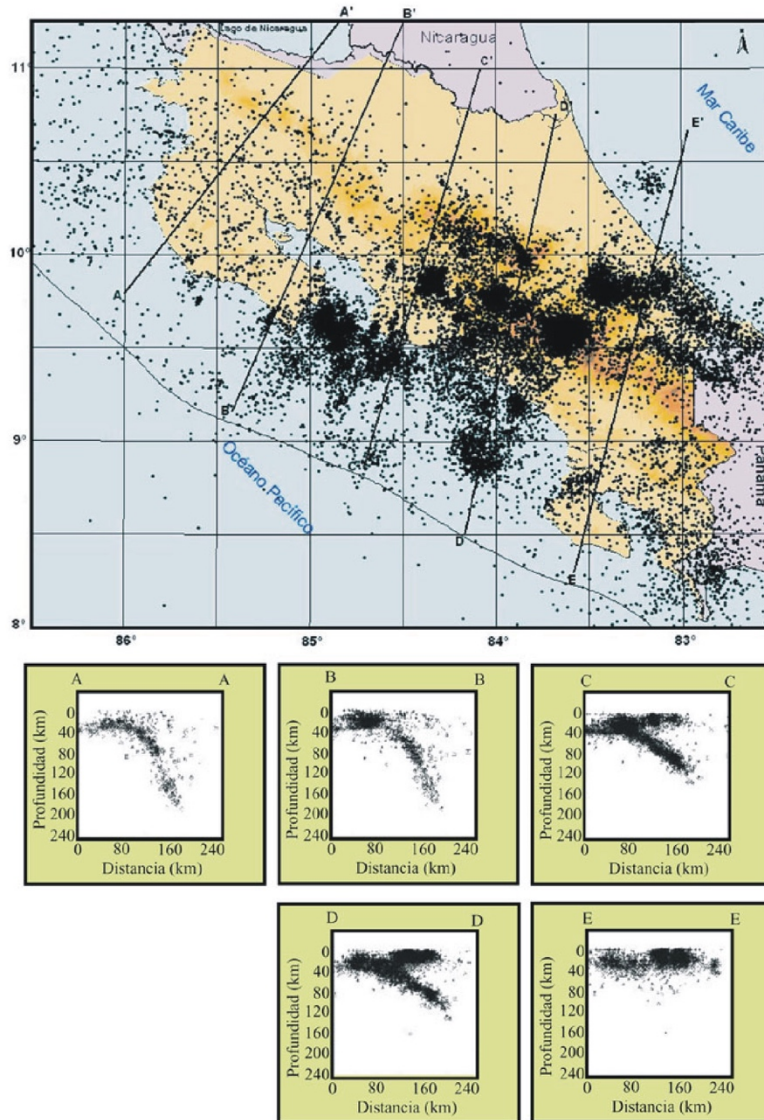 A'
B'
Lago de Nicaragua
Nicaragua
C'
D'
E'
Mar Caribe
11°
10°
9°
8°
A
B
C
D
E
Océano Pacífico
Panamá
86°
85°
84°
83°
A A
Profundidad (km)
0
40
80
120
160
200
240
0 80 160 240
Distancia (km)
B B
Profundidad (km)
0
40
80
120
160
200
240
0 80 160 240
Distancia (km)
C C
Profundidad (km)
0
40
80
120
160
200
240
0 80 160 240
Distancia (km)
D D
Profundidad (km)
0
40
80
120
160
200
240
0 80 160 240
Distancia (km)
E E
Profundidad (km)
0
40
80
120
160
200
240
0 80 160 240
Distancia (km)